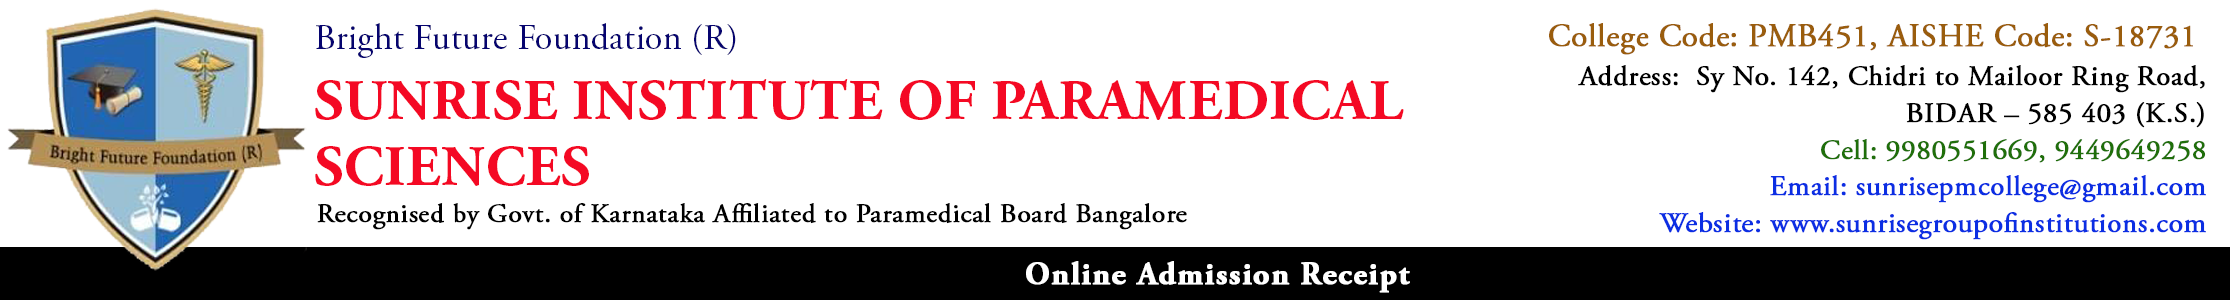 Bright Future Foundation (R)
Bright Future Foundation (R)
SUNRISE INSTITUTE OF PARAMEDICAL
SCIENCES
Recognised by Govt. of Karnataka Affiliated to Paramedical Board Bangalore
College Code: PMB451, AISHE Code: S-18731
Address: Sy No. 142, Chidri to Mailoor Ring Road,
BIDAR – 585 403 (K.S.)
Cell: 9980551669, 9449649258
Email: sunrisepmcollege@gmail.com
Website: www.sunrisegroupofinstitutions.com
Online Admission Receipt